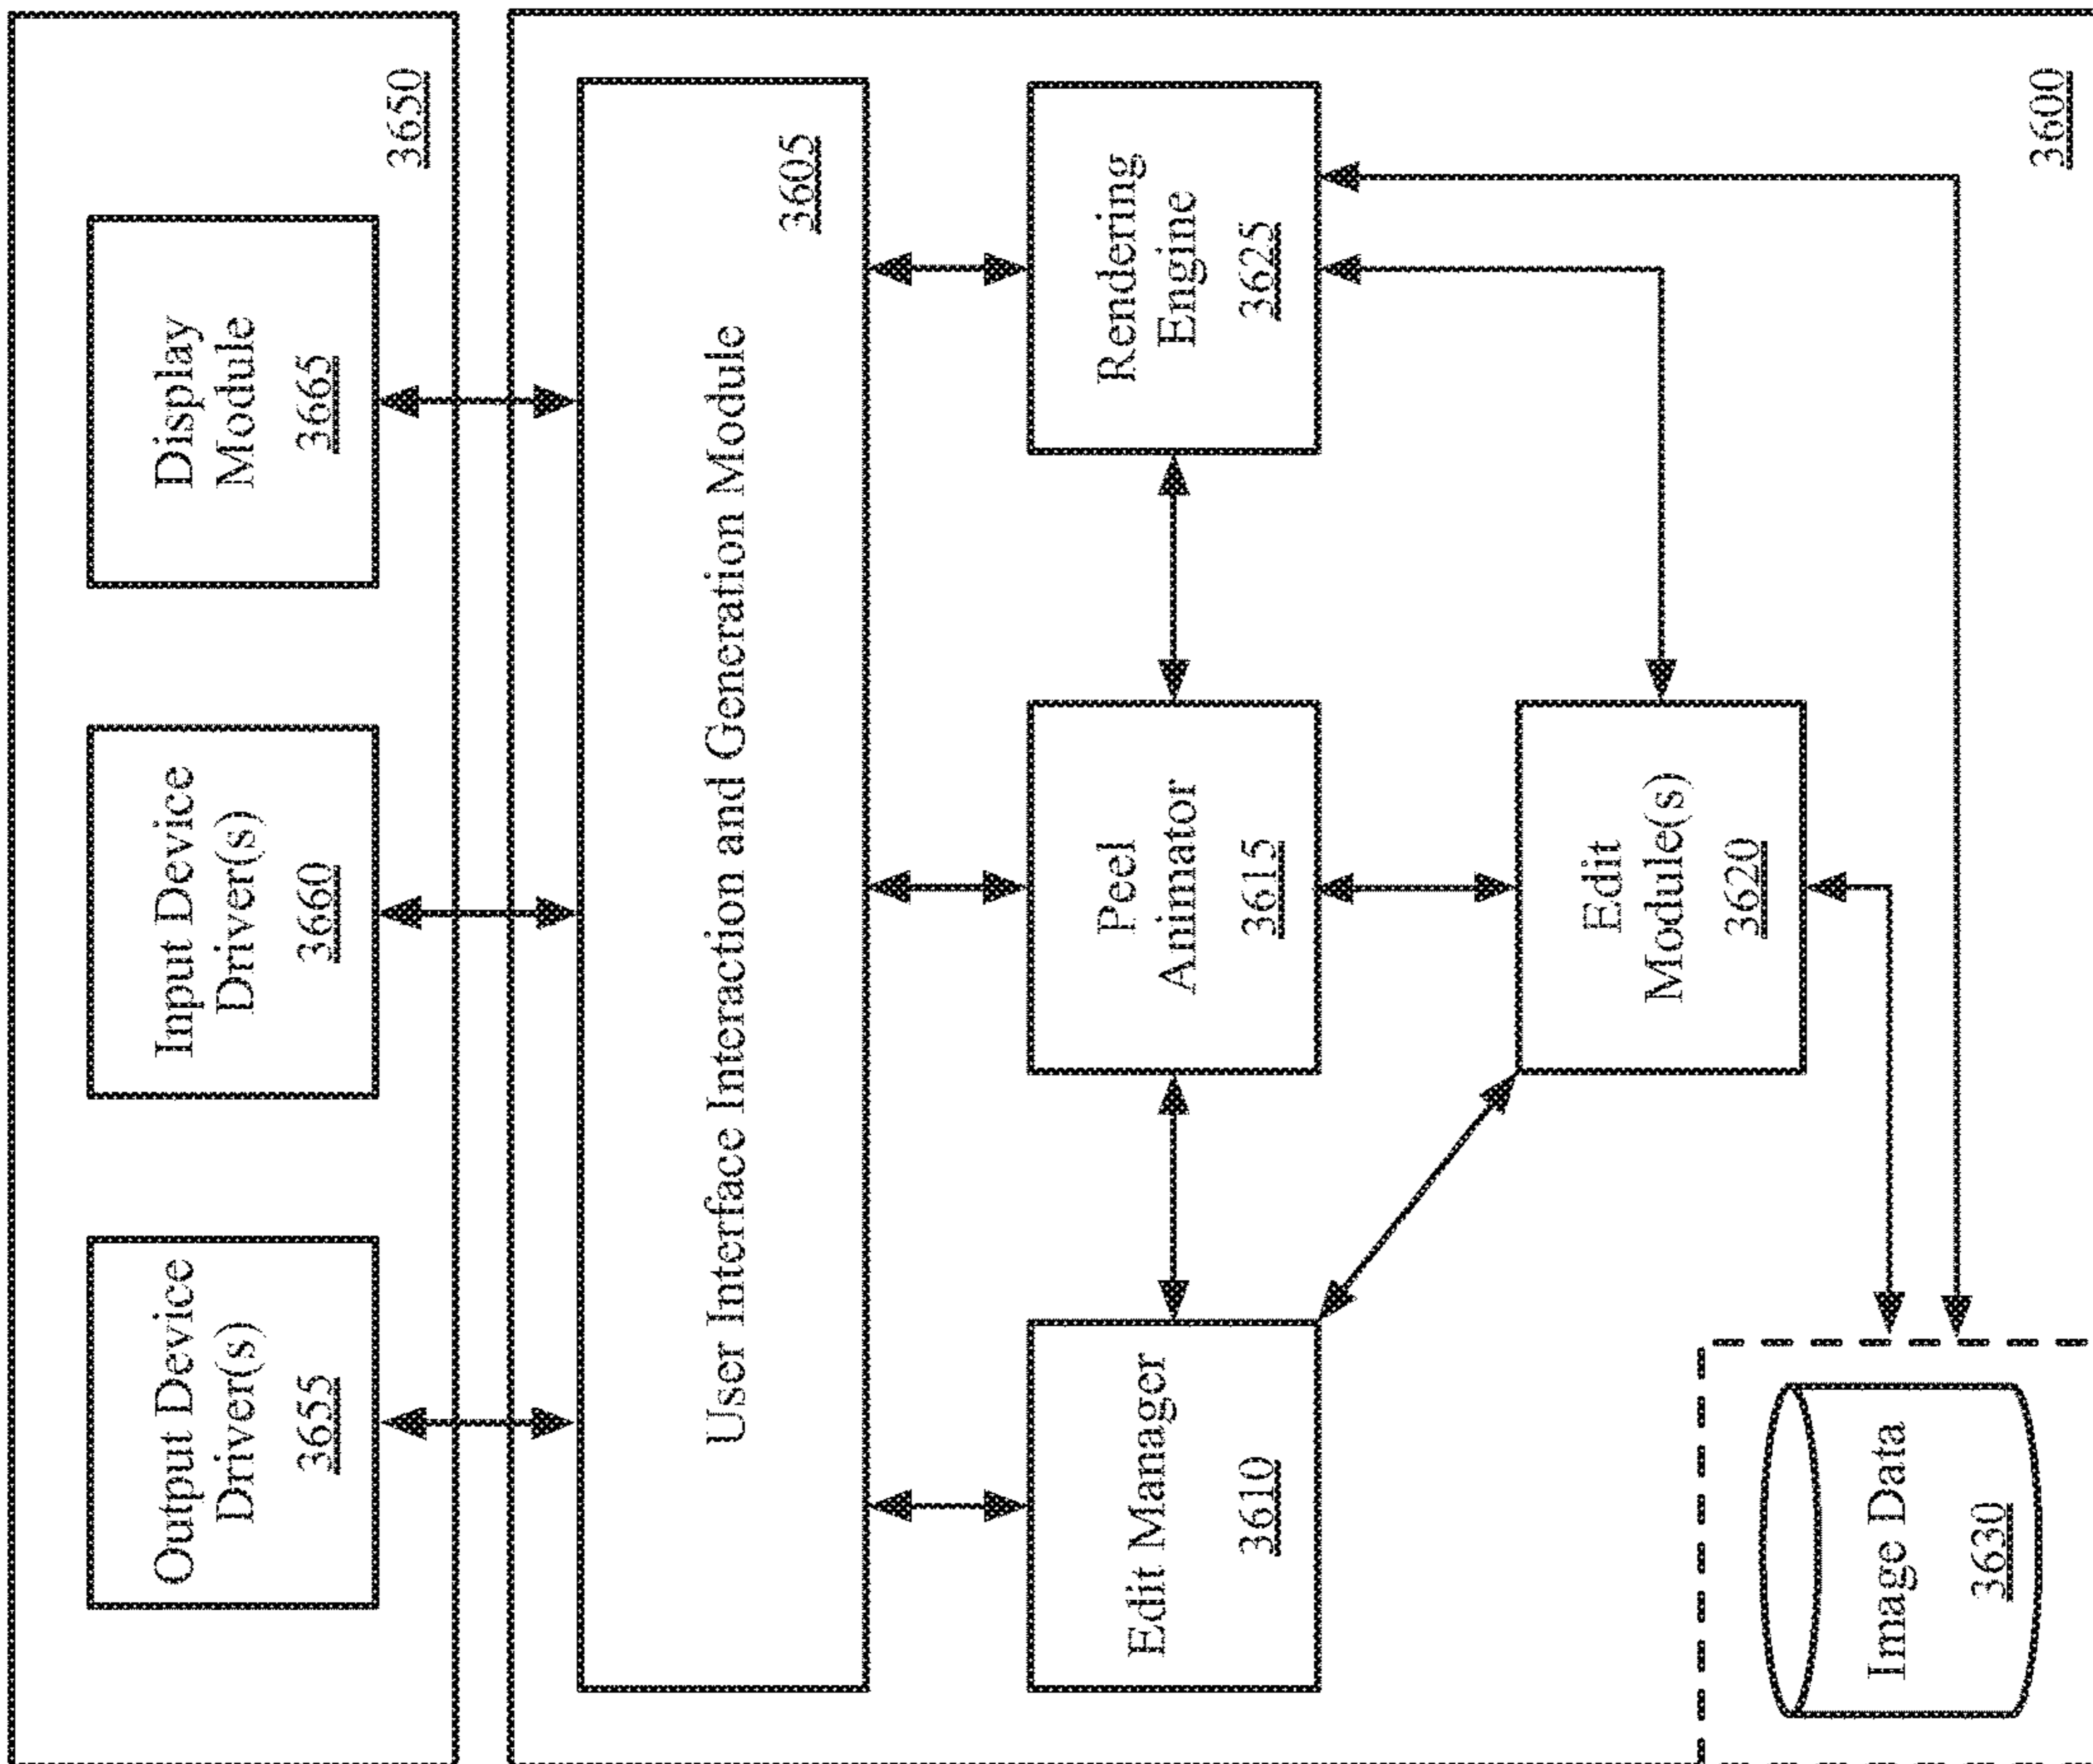 Output Device
Driver(s)
3655
Input Device
Driver(s)
3660
Display
Module
3665
3650
User Interface Interaction and Generation Module
3605
Edit Manager
3610
Peel
Animator
3615
Rendering
Engine
3625
Edit
Module(s)
3620
Image Data
3630
3600